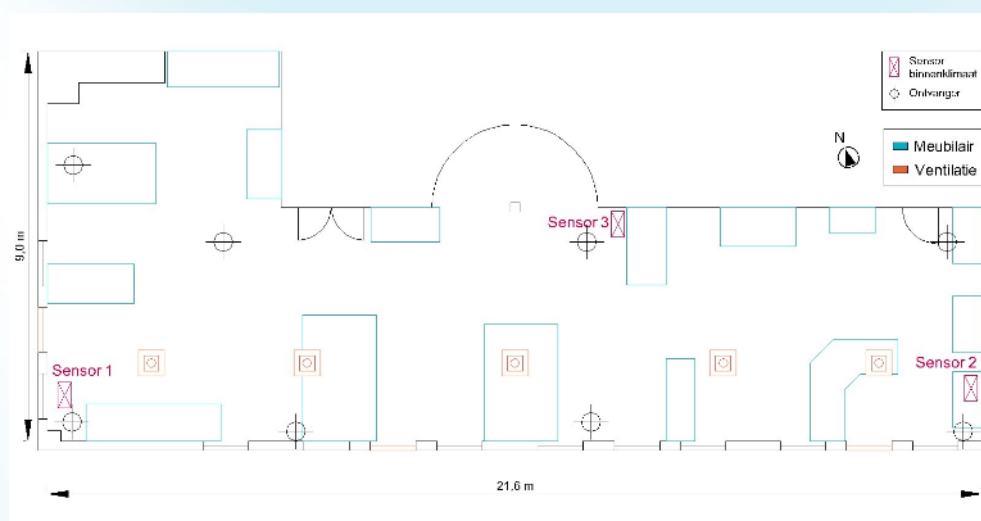 Sensor
binnenklimaat
Ontvanger
N
Meubilair
Ventilatie
Sensor 3
9,0 m
Sensor 1
Sensor 2
21,6 m